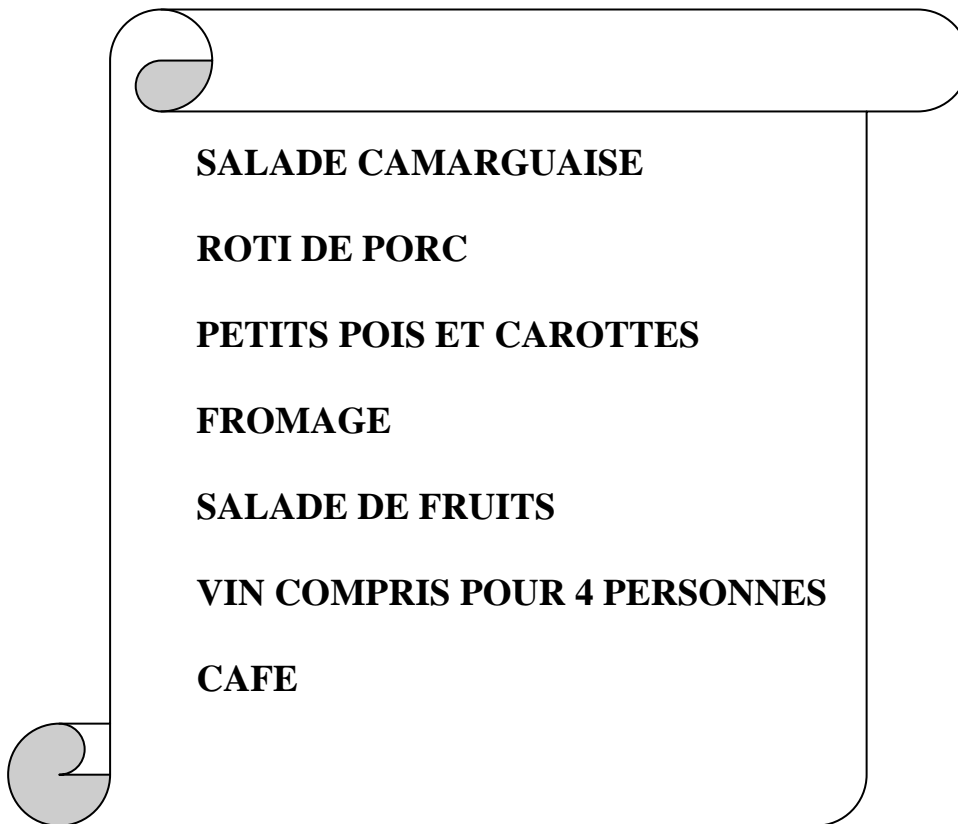 SALADE CAMARGUAISE
ROTI DE PORC
PETITS POIS ET CAROTTES
FROMAGE
SALADE DE FRUITS
VIN COMPRIS POUR 4 PERSONNES
CAFE